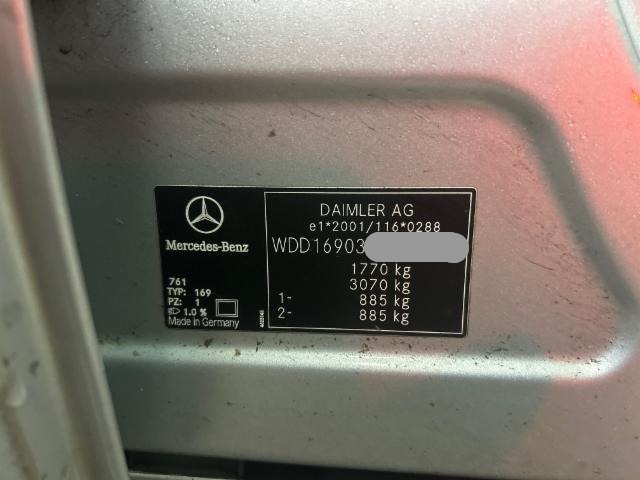 Mercedes-Benz
761
TYP: 169
PZ: 1
1.0 %
Made in Germany
DAIMLER AG
e1*2001/116*0288
WDD16903
1770 kg
3070 kg
1- 885 kg
2- 885 kg